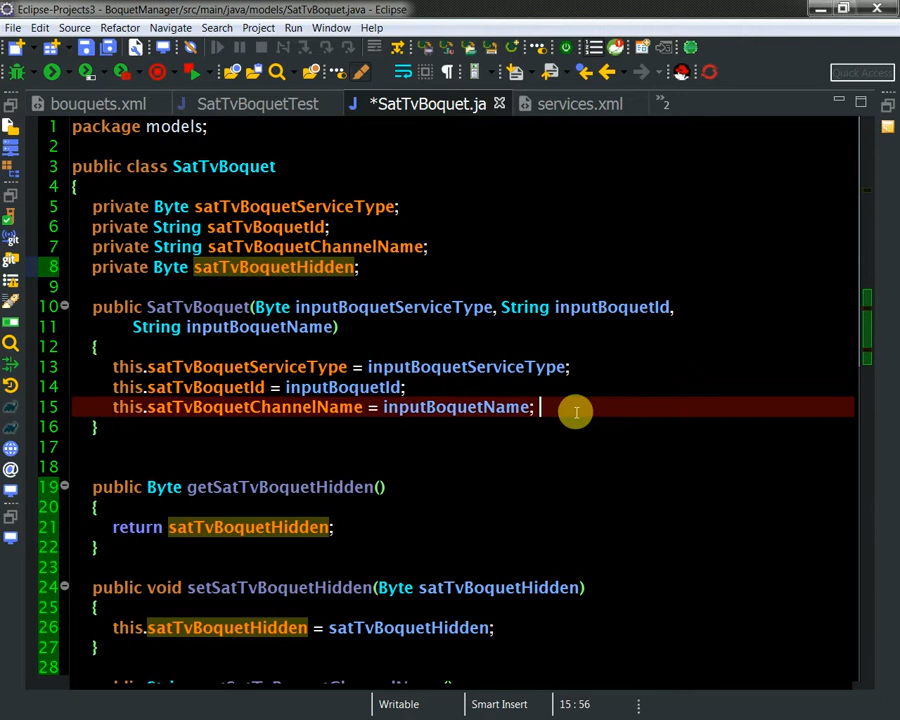 Eclipse-Projects3 - BoquetManager/src/main/java/models/SatTvBoquet.java - Eclipse
File Edit Source Refactor Navigate Search Project Run Window Help
Quick Access
bouquets.xml SatTvBoquetTest *SatTvBoquet.ja services.xml »2
1 package models;
2
3 public class SatTvBoquet
4 {
5 private Byte satTvBoquetServiceType;
6 private String satTvBoquetId;
7 private String satTvBoquetChannelName;
8 private Byte satTvBoquetHidden;
9
10 public SatTvBoquet(Byte inputBoquetServiceType, String inputBoquetId,
11 String inputBoquetName)
12 {
13 this.satTvBoquetServiceType = inputBoquetServiceType;
14 this.satTvBoquetId = inputBoquetId;
15 this.satTvBoquetChannelName = inputBoquetName;
16 }
17
18
19 public Byte getSatTvBoquetHidden()
20 {
21 return satTvBoquetHidden;
22 }
23
24 public void setSatTvBoquetHidden(Byte satTvBoquetHidden)
25 {
26 this.satTvBoquetHidden = satTvBoquetHidden;
27 }
28
Writable Smart Insert 15 : 56